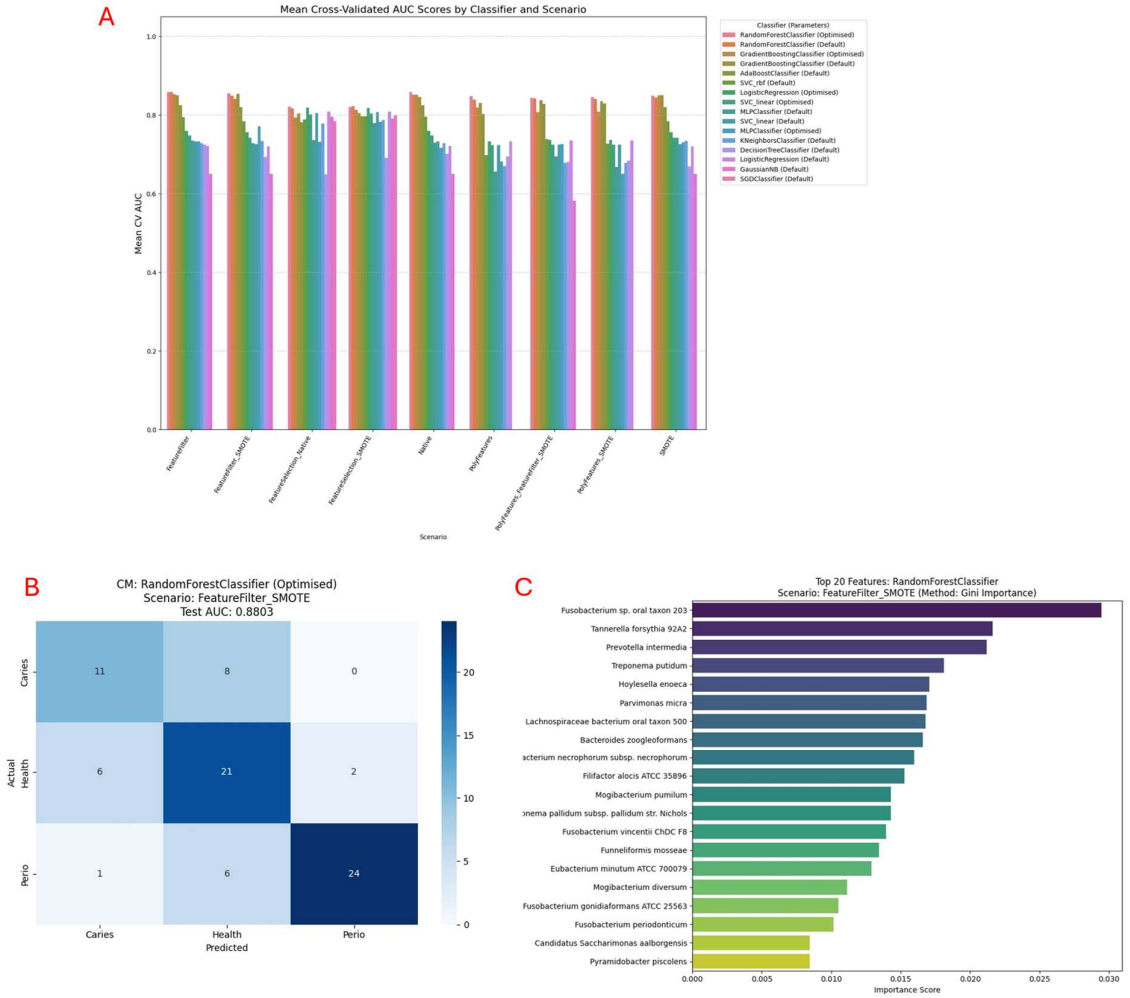 A
Mean Cross-Validated AUC Scores by Classifier and Scenario
1.0
0.8
0.6
0.4
0.2
0.0
Mean CV AUC
FeatureFilter
FeatureFilter_SMOTE
FeatureSelection_Native
FeatureSelection_SMOTE
Native
PolyFeatures
PolyFeatures_FeatureFilter_SMOTE
PolyFeatures_SMOTE
SMOTE
Scenario
Classifier (Parameters)
RandomForestClassifier (Optimised)
RandomForestClassifier (Default)
GradientBoostingClassifier (Optimised)
GradientBoostingClassifier (Default)
AdaBoostClassifier (Default)
SVC_rbf (Default)
LogisticRegression (Optimised)
SVC_linear (Optimised)
MLPClassifier (Default)
SVC_linear (Default)
MLPClassifier (Optimised)
KNeighborsClassifier (Default)
DecisionTreeClassifier (Default)
LogisticRegression (Default)
GaussianNB (Default)
SGDClassifier (Default)
B
CM: RandomForestClassifier (Optimised)
Scenario: FeatureFilter_SMOTE
Test AUC: 0.8803
Actual
Caries
Health
Perio
11 8 0
6 21 2
1 6 24
Caries Health Perio
Predicted
20
15
10
5
0
C
Top 20 Features: RandomForestClassifier
Scenario: FeatureFilter_SMOTE (Method: Gini Importance)
Fusobacterium sp. oral taxon 203
Tannerella forsythia 92A2
Prevotella intermedia
Treponema putidum
Hoylesella enoeca
Parvimonas micra
Lachnospiraceae bacterium oral taxon 500
Bacteroides zoogleoformans
acterium necrophorum subsp. necrophorum
Filifactor alocis ATCC 35896
Mogibacterium pumilum
onema pallidum subsp. pallidum str. Nichols
Fusobacterium vincentii ChDC F8
Funneliformis mosseae
Eubacterium minutum ATCC 700079
Mogibacterium diversum
Fusobacterium gonidiaformans ATCC 25563
Fusobacterium periodonticum
Candidatus Saccharimonas aalborgensis
Pyramidobacter piscolens
0.000 0.005 0.010 0.015 0.020 0.025 0.030
Importance Score